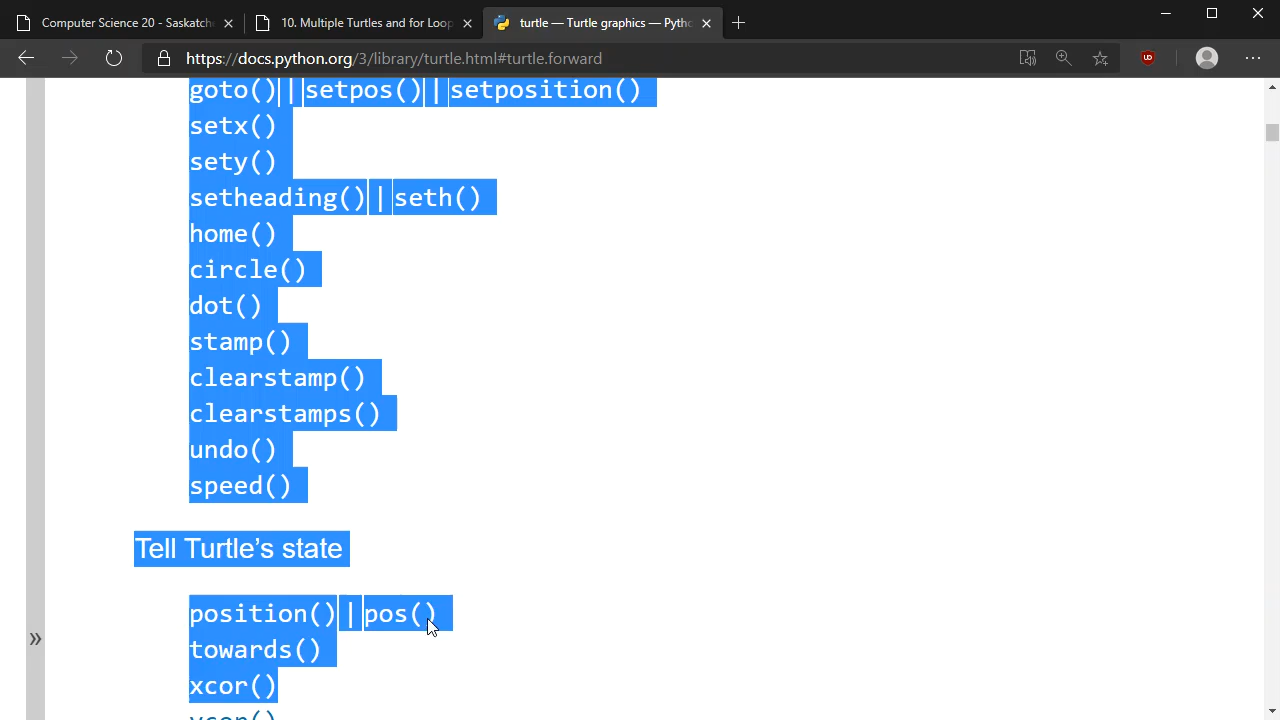 Computer Science 20 - Saskatch
10. Multiple Turtles and for Loop
turtle — Turtle graphics — Pytho
https://docs.python.org/3/library/turtle.html#turtle.forward
goto() | setpos() | setposition()
setx()
sety()
setheading() | seth()
home()
circle()
dot()
stamp()
clearstamp()
clearstamps()
undo()
speed()
Tell Turtle’s state
position() | pos()
towards()
xcor()
ycor()
»